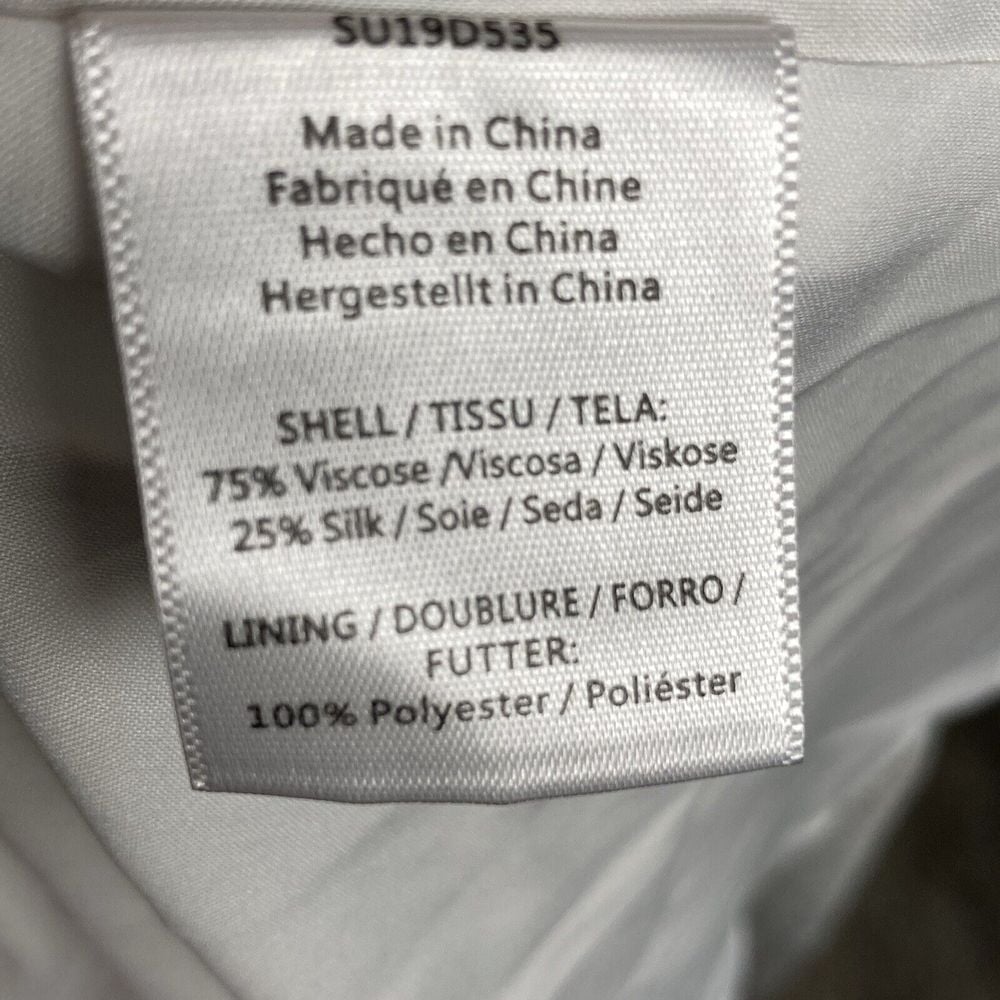 SU19D535
Made in China
Fabriqué en Chine
Hecho en China
Hergestellt in China
SHELL / TISSU / TELA:
75% Viscose /Viscosa / Viskose
25% Silk / Soie / Seda / Seide
LINING / DOUBLURE / FORRO /
FUTTER:
100% Polyester / Poliéster